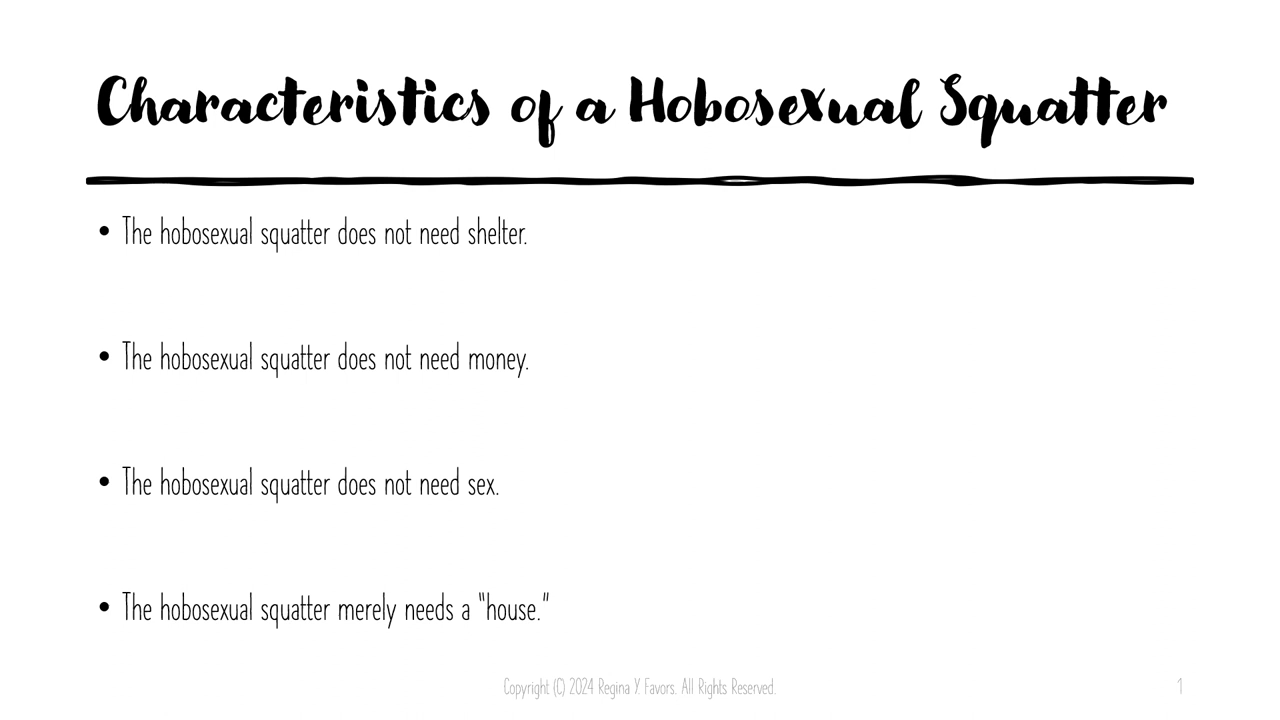 Characteristics of a Hobosexual Squatter
• The hobosexual squatter does not need shelter.
• The hobosexual squatter does not need money.
• The hobosexual squatter does not need sex.
• The hobosexual squatter merely needs a "house."
Copyright (C) 2024 Regina Y. Favors. All Rights Reserved.
1